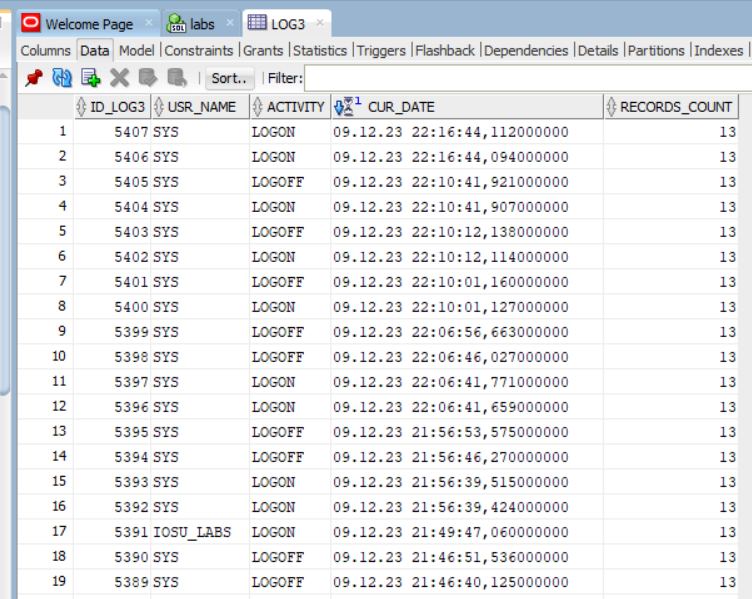 Welcome Page labs LOG3
Columns Data Model Constraints Grants Statistics Triggers Flashback Dependencies Details Partitions Indexes
Sort.. Filter:
ID_LOG3 USR_NAME ACTIVITY 1 CUR_DATE RECORDS_COUNT
1 5407 SYS LOGON 09.12.23 22:16:44,112000000 13
2 5406 SYS LOGON 09.12.23 22:16:44,094000000 13
3 5405 SYS LOGOFF 09.12.23 22:10:41,921000000 13
4 5404 SYS LOGON 09.12.23 22:10:41,907000000 13
5 5403 SYS LOGOFF 09.12.23 22:10:12,138000000 13
6 5402 SYS LOGON 09.12.23 22:10:12,114000000 13
7 5401 SYS LOGOFF 09.12.23 22:10:01,160000000 13
8 5400 SYS LOGON 09.12.23 22:10:01,127000000 13
9 5399 SYS LOGOFF 09.12.23 22:06:56,663000000 13
10 5398 SYS LOGOFF 09.12.23 22:06:46,027000000 13
11 5397 SYS LOGON 09.12.23 22:06:41,771000000 13
12 5396 SYS LOGON 09.12.23 22:06:41,659000000 13
13 5395 SYS LOGOFF 09.12.23 21:56:53,575000000 13
14 5394 SYS LOGOFF 09.12.23 21:56:46,270000000 13
15 5393 SYS LOGON 09.12.23 21:56:39,515000000 13
16 5392 SYS LOGON 09.12.23 21:56:39,424000000 13
17 5391 IOSU_LABS LOGON 09.12.23 21:49:47,060000000 13
18 5390 SYS LOGOFF 09.12.23 21:46:51,536000000 13
19 5389 SYS LOGOFF 09.12.23 21:46:40,125000000 13